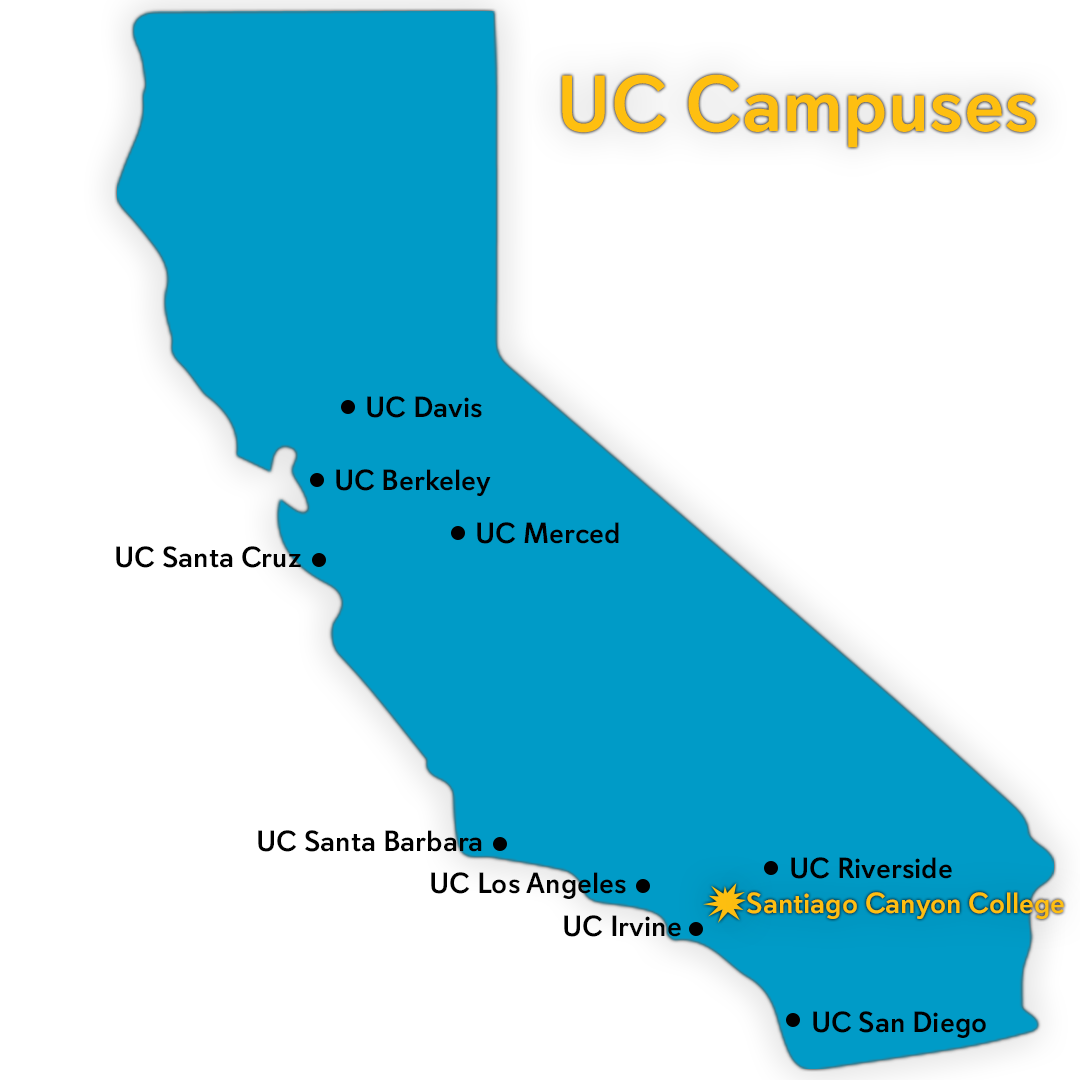 UC Campuses
UC Davis
UC Berkeley
UC Merced
UC Santa Cruz
UC Santa Barbara
UC Riverside
UC Los Angeles
Santiago Canyon College
UC Irvine
UC San Diego